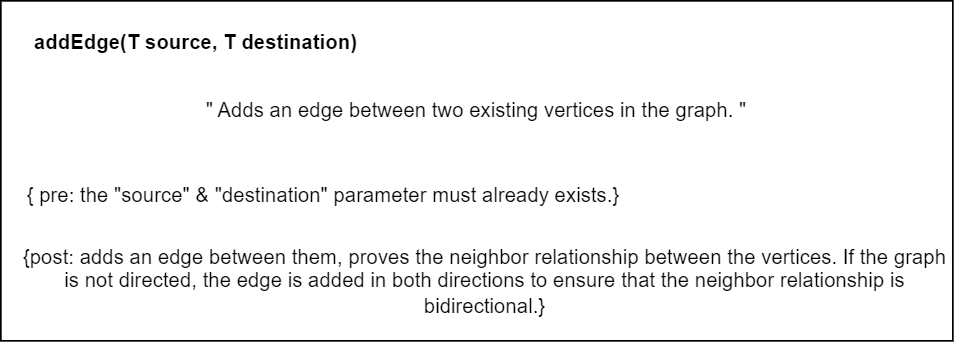 addEdge(T source, T destination)
" Adds an edge between two existing vertices in the graph. "
{ pre: the "source" & "destination" parameter must already exists.}
{post: adds an edge between them, proves the neighbor relationship between the vertices. If the graph
is not directed, the edge is added in both directions to ensure that the neighbor relationship is
bidirectional.}